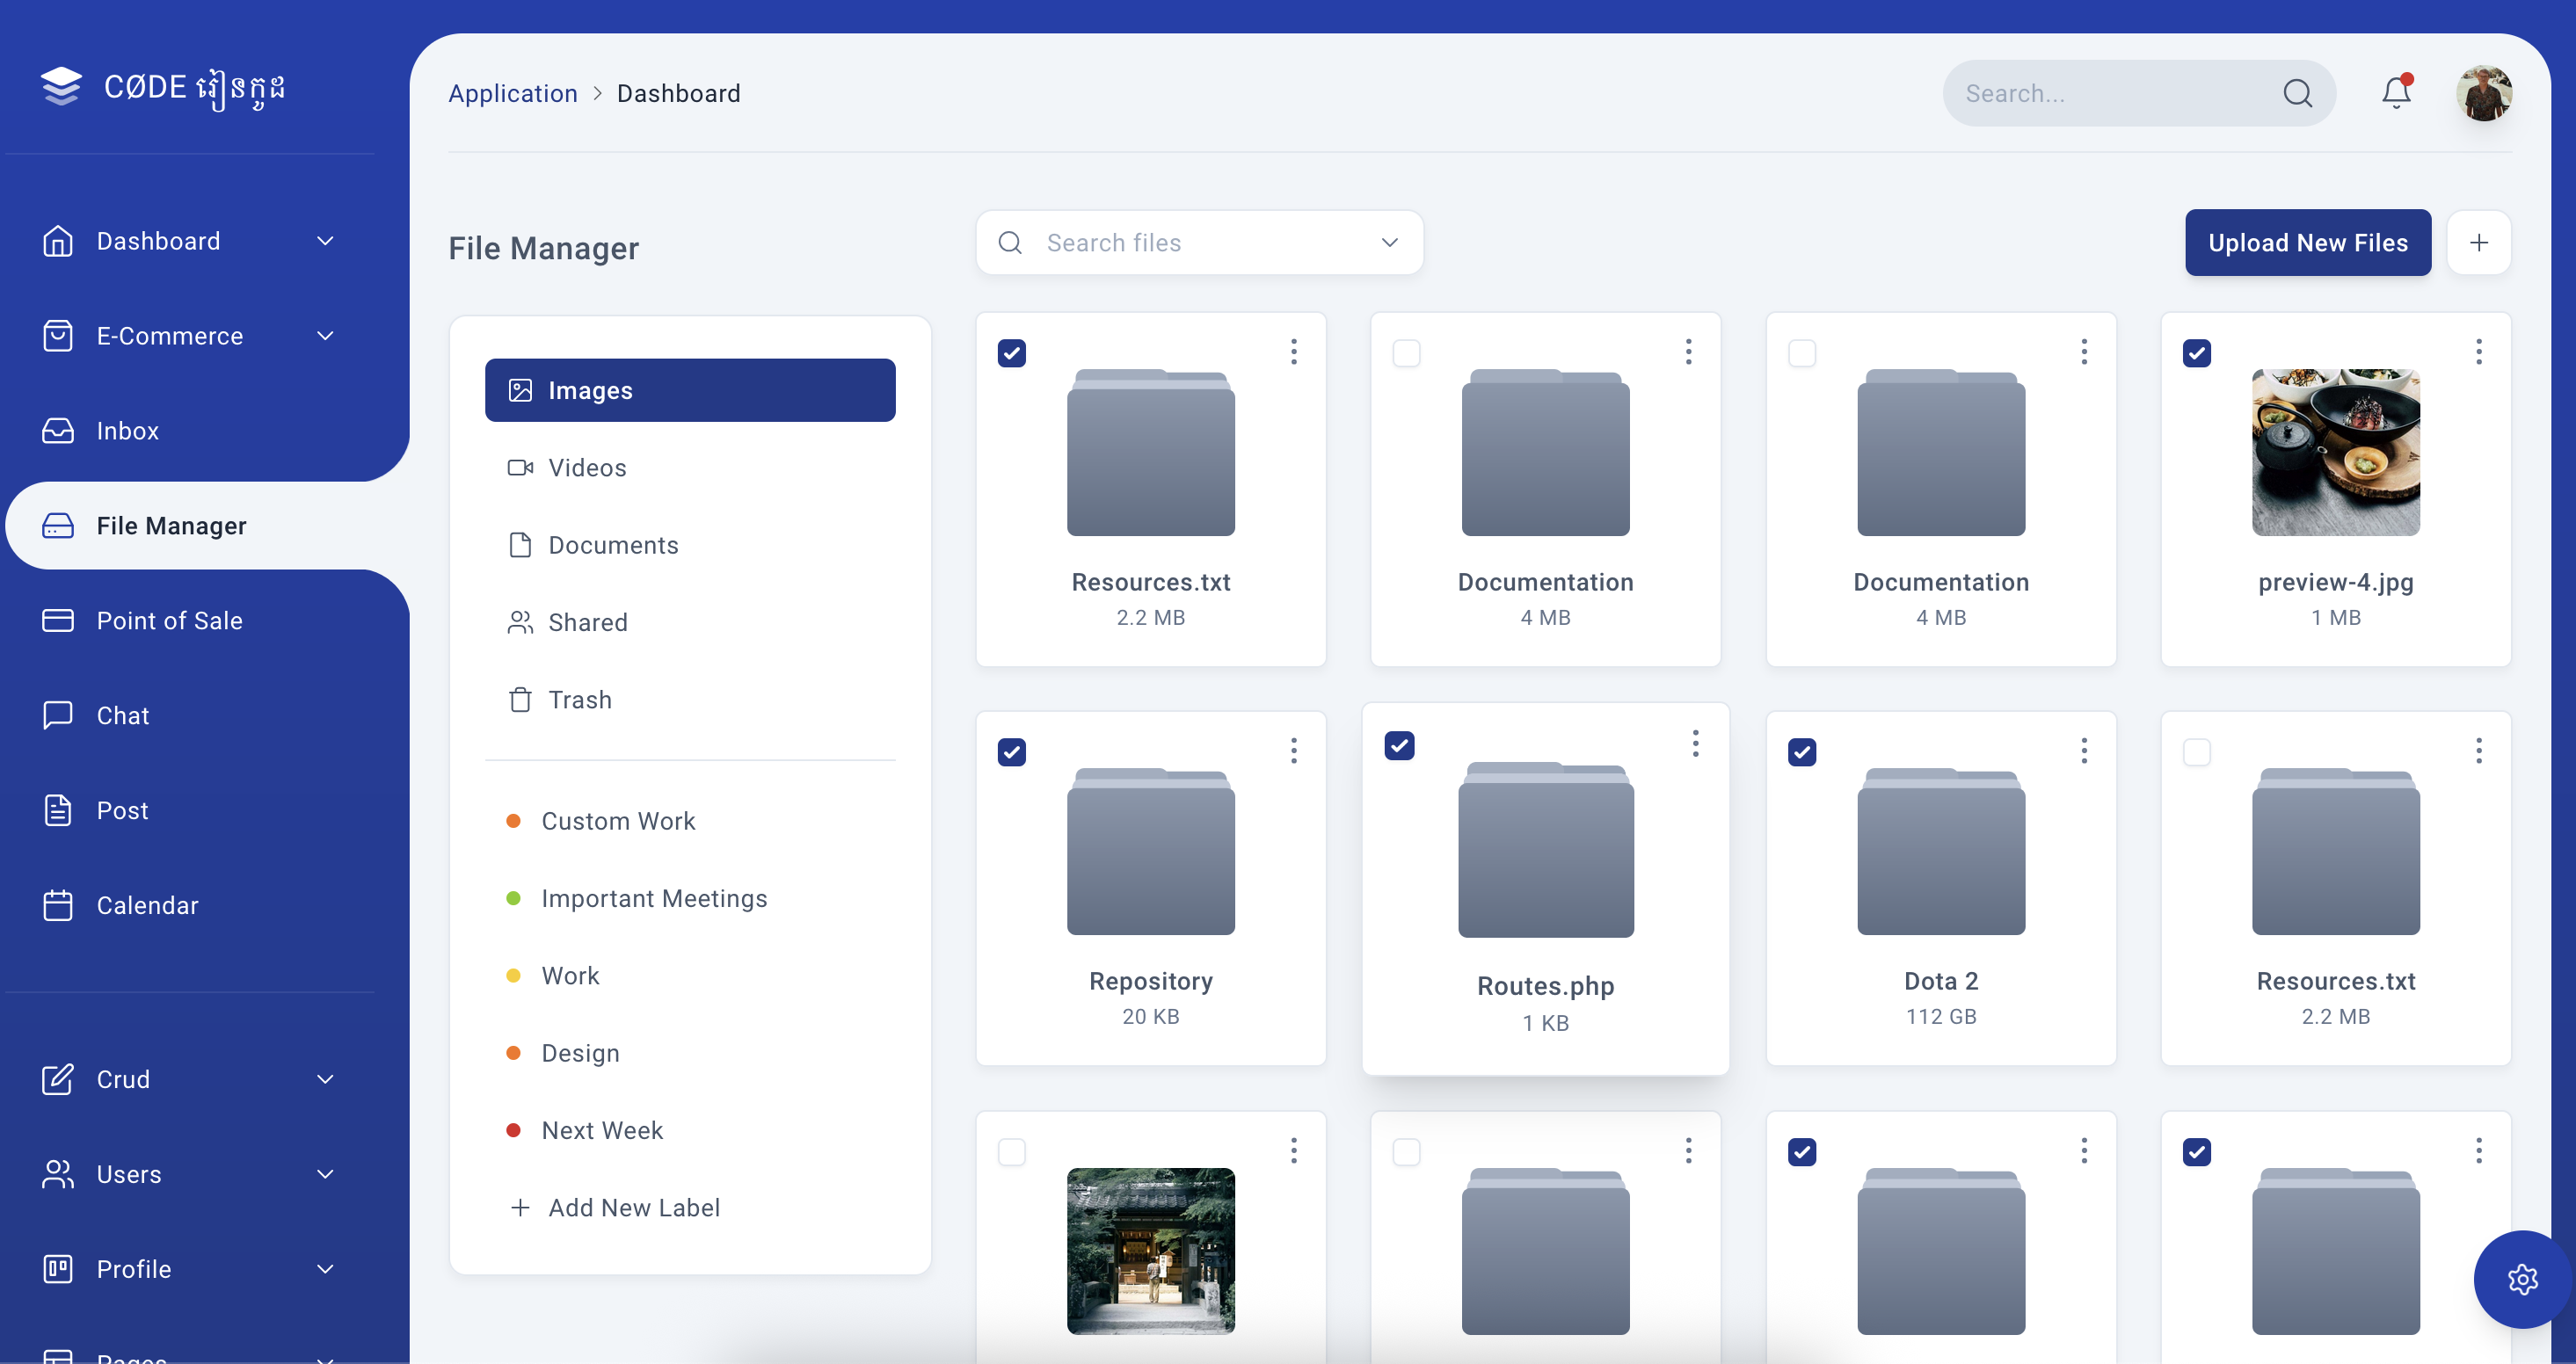 CØDE រៀនកូដ
Dashboard
E-Commerce
Inbox
File Manager
Point of Sale
Chat
Post
Calendar
Crud
Users
Profile
Pages
Application > Dashboard
Search...
File Manager
Search files
Upload New Files
Images
Videos
Documents
Shared
Trash
Custom Work
Important Meetings
Work
Design
Next Week
Add New Label
Resources.txt
2.2 MB
Documentation
4 MB
Documentation
4 MB
preview-4.jpg
1 MB
Repository
20 KB
Routes.php
1 KB
Dota 2
112 GB
Resources.txt
2.2 MB